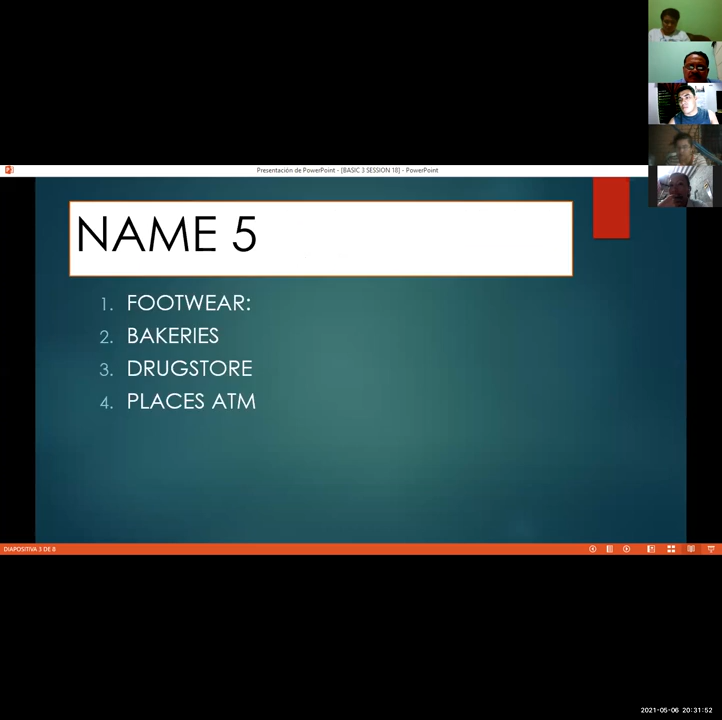 Presentación de PowerPoint - [BASIC 3 SESSION 18] - PowerPoint
NAME 5
1. FOOTWEAR:
2. BAKERIES
3. DRUGSTORE
4. PLACES ATM
DIAPOSITIVA 3 DE 8
2021-05-06 20:31:52